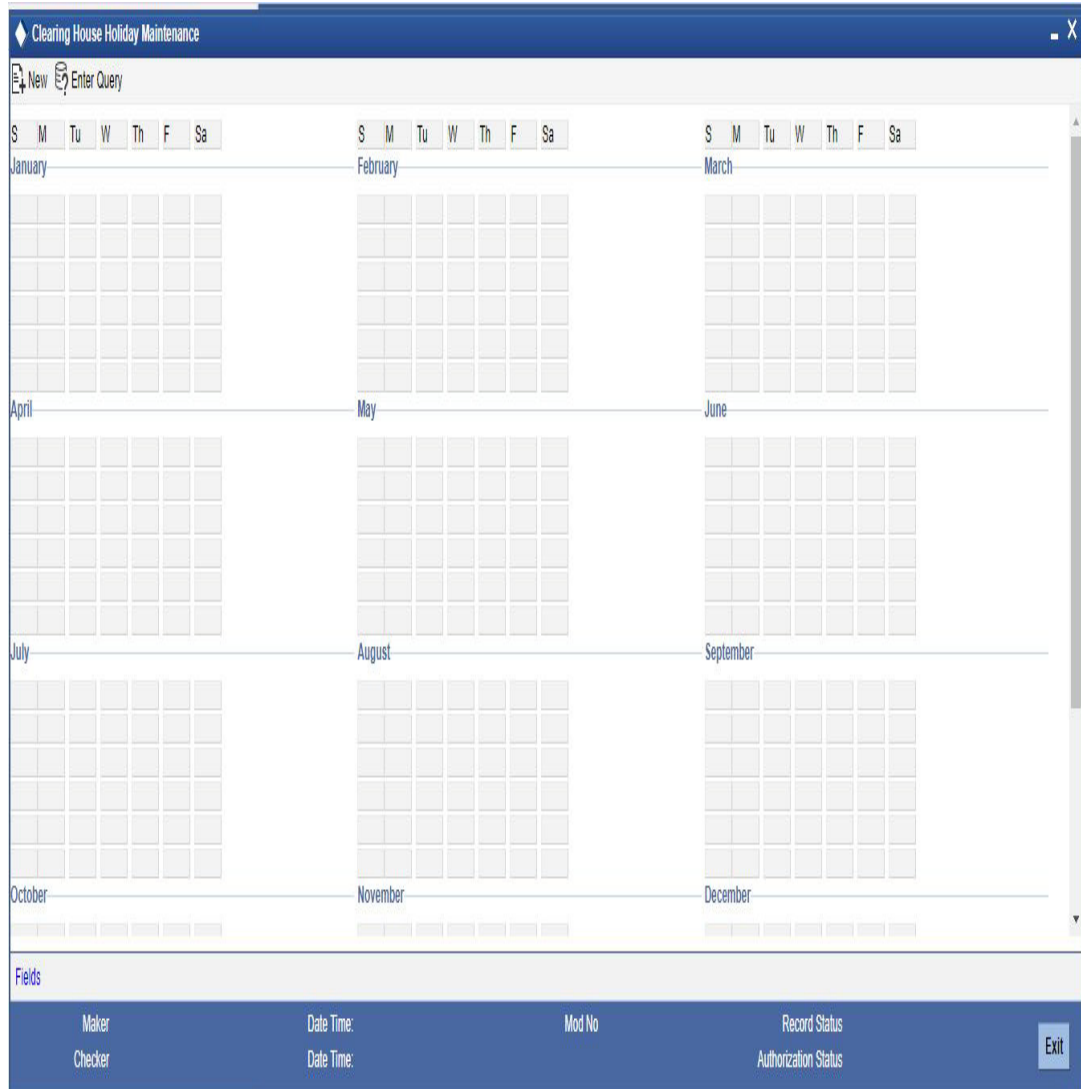 Clearing House Holiday Maintenance
New Enter Query
S M Tu W Th F Sa S M Tu W Th F Sa S M Tu W Th F Sa
January February March
April May June
July August September
October November December
Fields
Maker Date Time: Mod No Record Status
Checker Date Time: Authorization Status
Exit